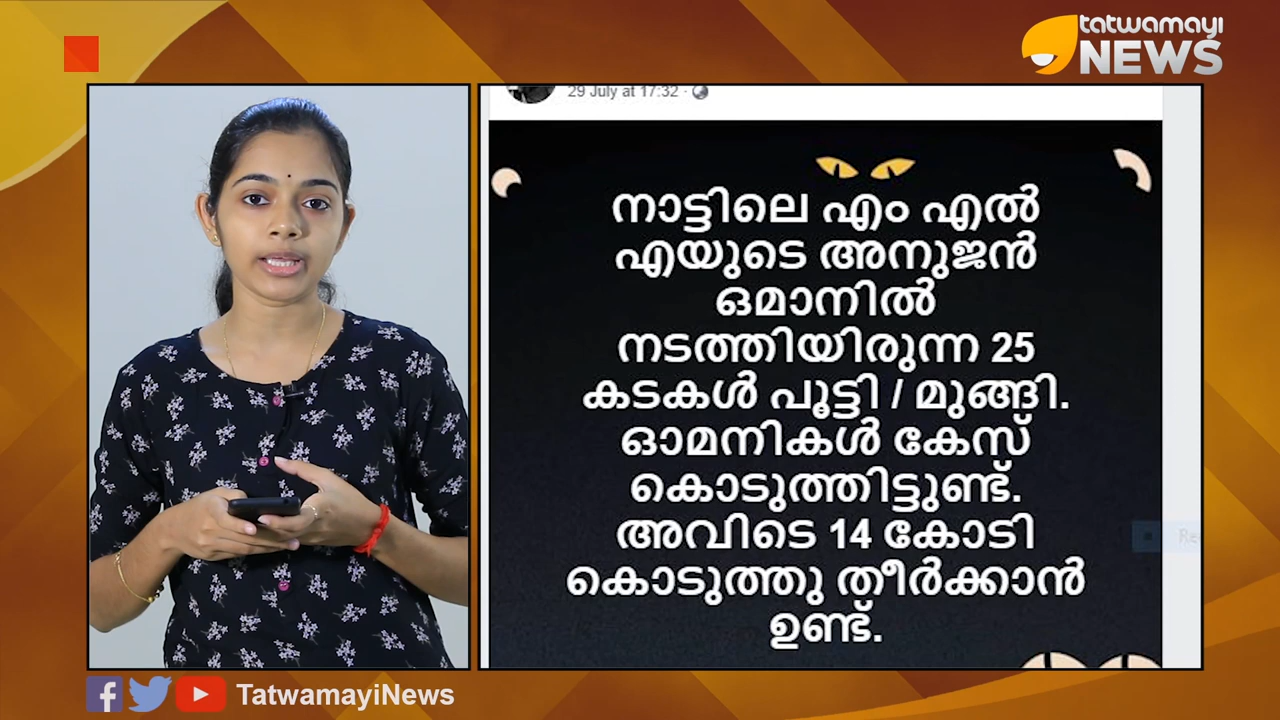 tatwamayi
NEWS
29 July at 17:32 ·
നാട്ടിലെ എം എൽ
എയുടെ അനുജൻ
ഒമാനിൽ
നടത്തിയിരുന്ന 25
കടകൾ പൂട്ടി / മുങ്ങി.
ഓമനികൾ കേസ്
കൊടുത്തിട്ടുണ്ട്.
അവിടെ 14 കോടി
കൊടുത്തു തീർക്കാൻ
ഉണ്ട്.
TatwamayiNews